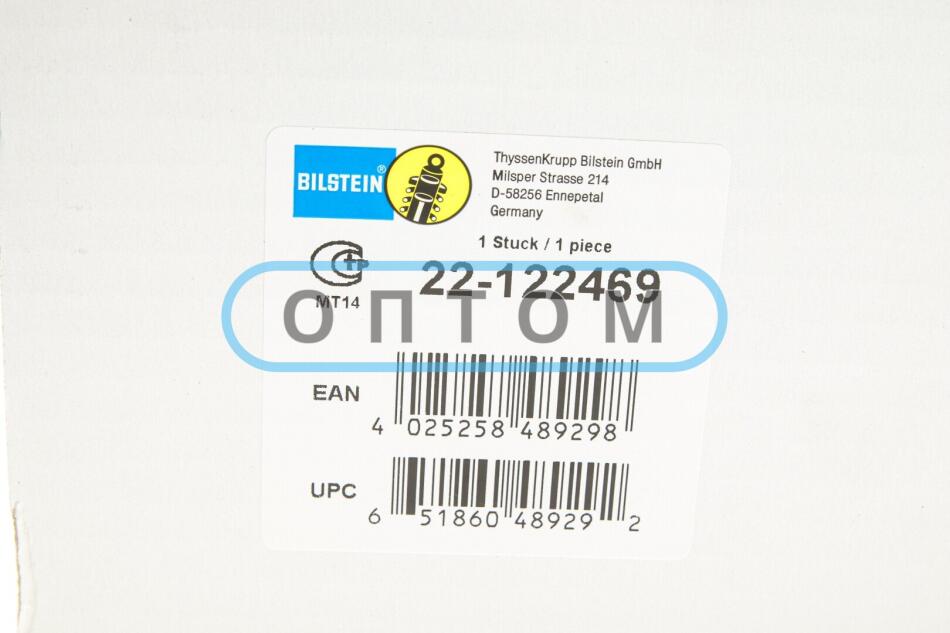 BILSTEIN®
ThyssenKrupp Bilstein GmbH
Milsper Strasse 214
D-58256 Ennepetal
Germany
1 Stuck / 1 piece
22-122469
MT14
ОПТОМ
EAN
4 025258 489298
UPC
6 51860 48929 2